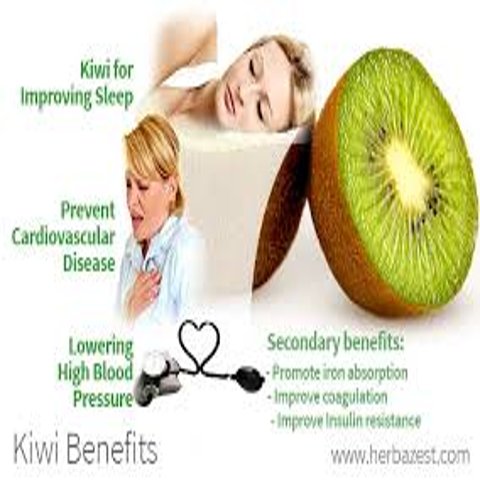 Kiwi for
Improving Sleep
Prevent
Cardiovascular
Disease
Lowering
High Blood
Pressure
Secondary benefits:
- Promote iron absorption
- Improve coagulation
- Improve Insulin resistance
Kiwi Benefits
www.herbazest.com